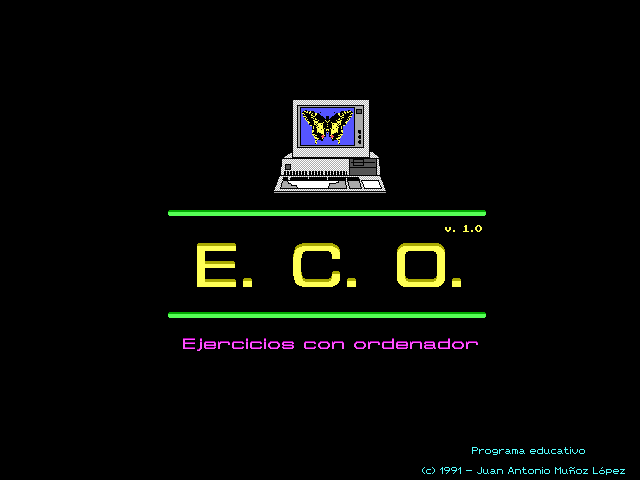 v. 1.0
E. C. O.
Ejercicios con ordenador
Programa educativo
(c) 1991 - Juan Antonio Muñoz López